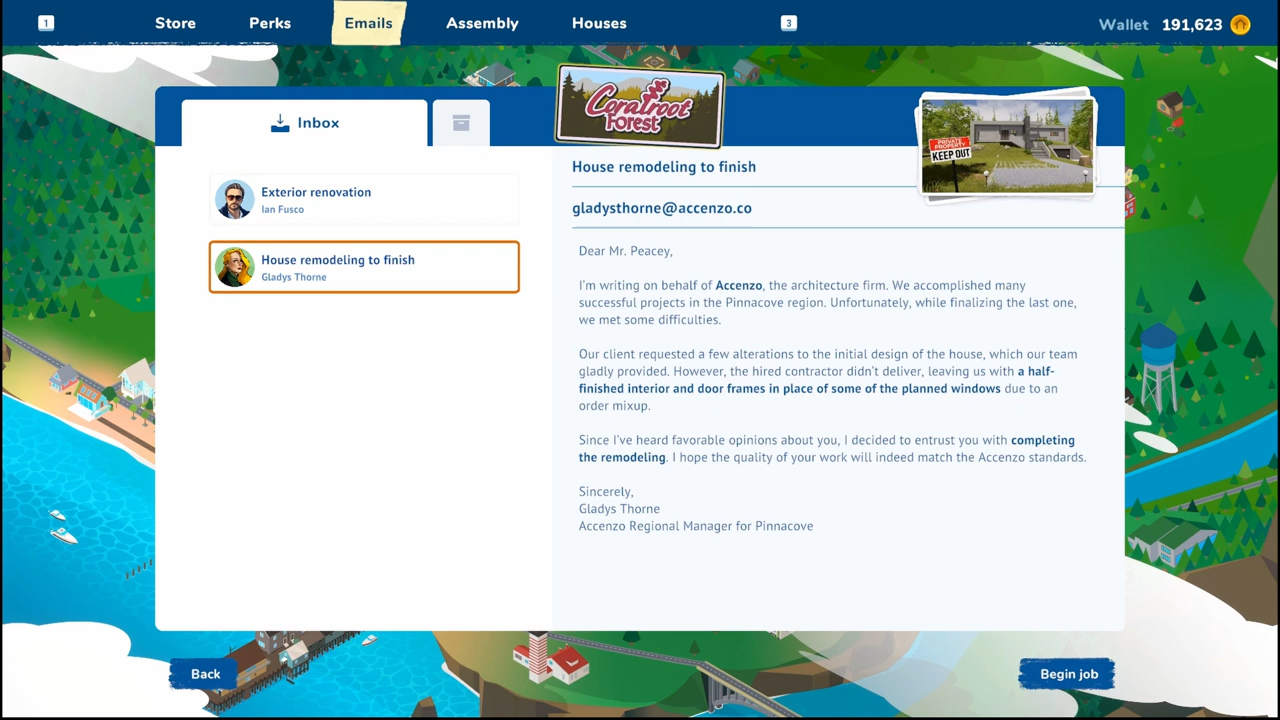 1
Store
Perks
Emails
Assembly
Houses
3
Wallet 191,623
Inbox
Coralroot
Forest
PRIVATE
PROPERTY
KEEP OUT
Exterior renovation
Ian Fusco
House remodeling to finish
Gladys Thorne
House remodeling to finish
gladysthorne@accenzo.co
Dear Mr. Peacey,
I'm writing on behalf of Accenzo, the architecture firm. We accomplished many
successful projects in the Pinnacove region. Unfortunately, while finalizing the last one,
we met some difficulties.
Our client requested a few alterations to the initial design of the house, which our team
gladly provided. However, the hired contractor didn't deliver, leaving us with a half-
finished interior and door frames in place of some of the planned windows due to an
order mixup.
Since I've heard favorable opinions about you, I decided to entrust you with completing
the remodeling. I hope the quality of your work will indeed match the Accenzo standards.
Sincerely,
Gladys Thorne
Accenzo Regional Manager for Pinnacove
Back
Begin job